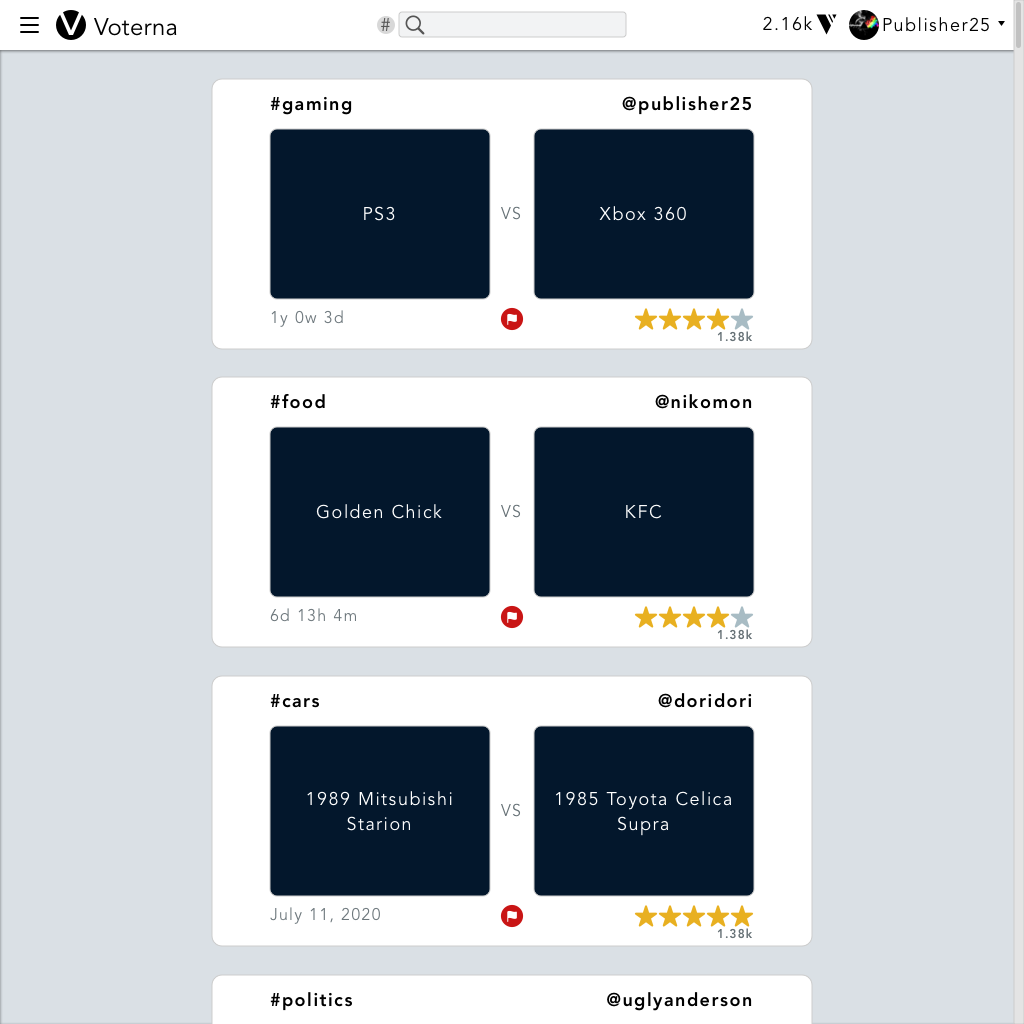 Voterna
#
2.16k
Publisher25
#gaming
@publisher25
PS3
VS
Xbox 360
1y 0w 3d
1.38k
#food
@nikomon
Golden Chick
VS
KFC
6d 13h 4m
1.38k
#cars
@doridori
1989 Mitsubishi
Starion
VS
1985 Toyota Celica
Supra
July 11, 2020
1.38k
#politics
@uglyanderson